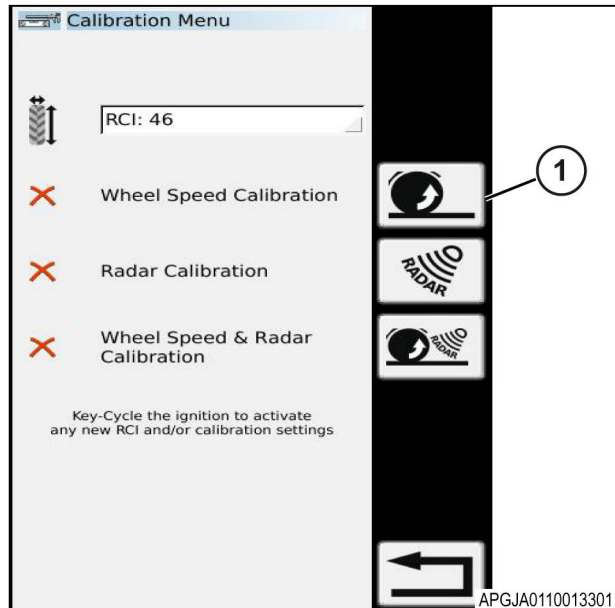 Calibration Menu
RCI: 46
Wheel Speed Calibration
1
Radar Calibration
RADAR
Wheel Speed & Radar
Calibration
RADAR
Key-Cycle the ignition to activate
any new RCI and/or calibration settings
APGJA0110013301